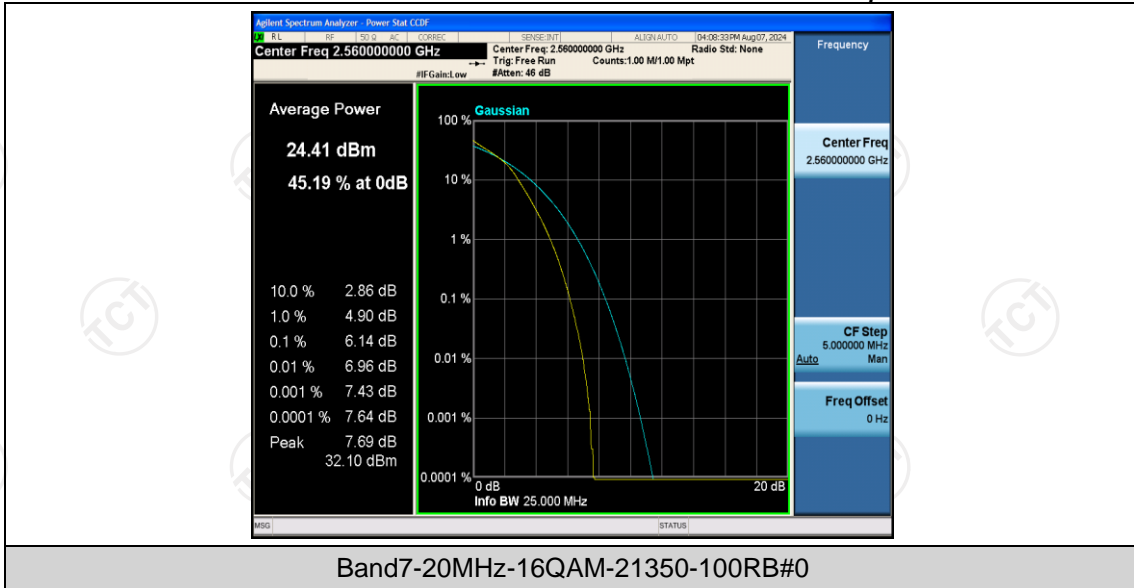 Agilent Spectrum Analyzer - Power Stat CCDF
LXI RL RF 50 Ω AC CORREC SENSE:INT ALIGN AUTO 04:08:33 PM Aug 07, 2024
Center Freq 2.560000000 GHz
Center Freq: 2.560000000 GHz Radio Std: None
Trig: Free Run Counts:1.00 M/1.00 Mpt
#IFGain:Low #Atten: 46 dB
Frequency
Average Power
24.41 dBm
45.19 % at 0dB
10.0 % 2.86 dB
1.0 % 4.90 dB
0.1 % 6.14 dB
0.01 % 6.96 dB
0.001 % 7.43 dB
0.0001 % 7.64 dB
Peak 7.69 dB
32.10 dBm
Gaussian
100 %
10 %
1 %
0.1 %
0.01 %
0.001 %
0.0001 %
0 dB 20 dB
Info BW 25.000 MHz
Center Freq
2.560000000 GHz
CF Step
5.000000 MHz
Auto Man
Freq Offset
0 Hz
MSG STATUS
TCT
TCT
Band7-20MHz-16QAM-21350-100RB#0